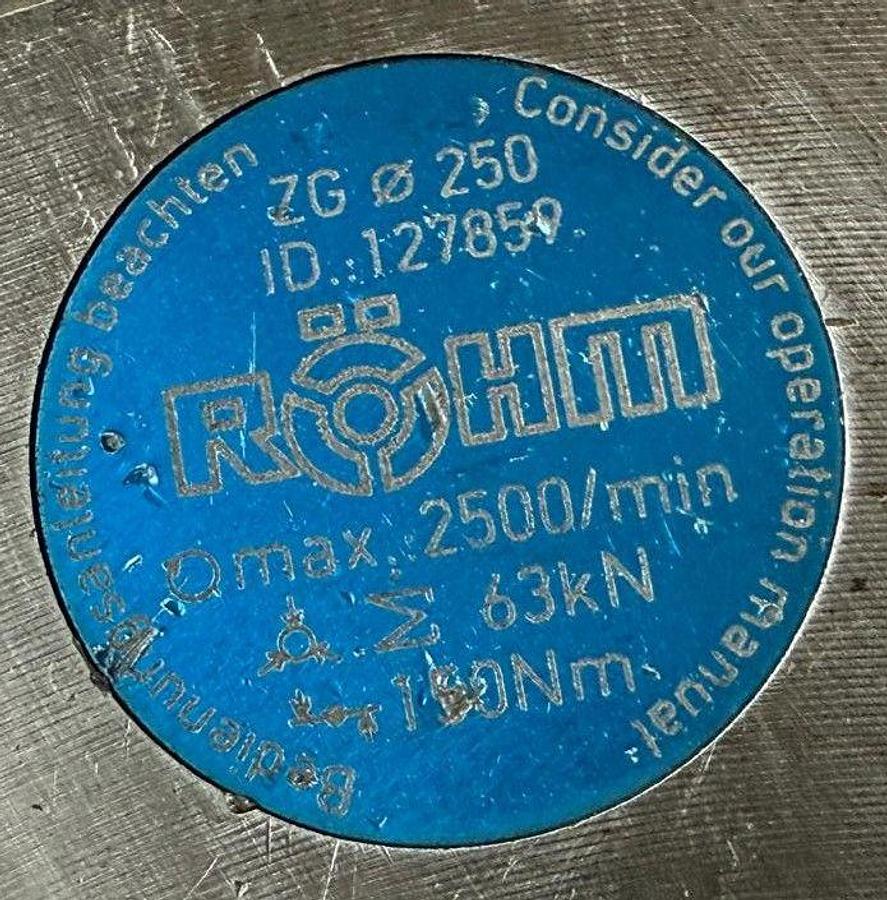 ZG ⌀ 250
ID 127859
RÖHM
max. 2500/min
Σ 63kN
Bedienungsanleitung beachten
Consider our operation manual